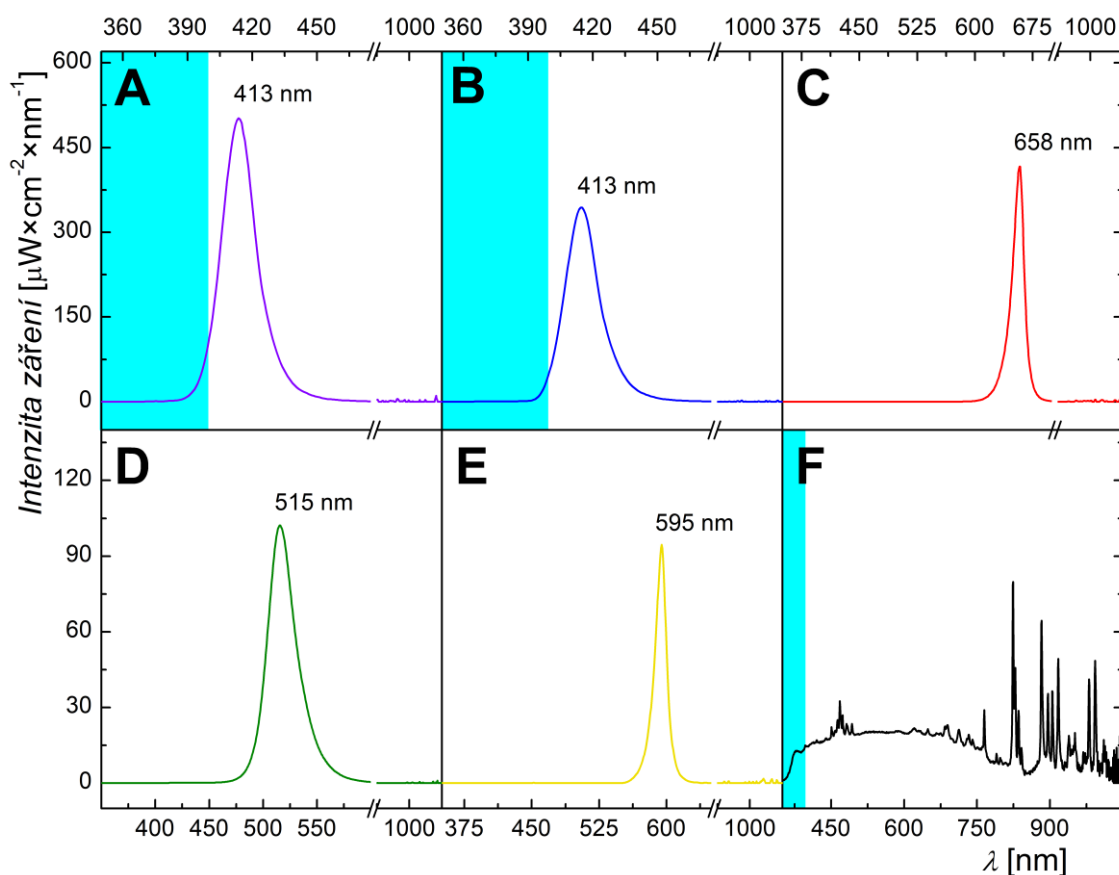 360 390 420 450 1000 360 390 420 450 1000 375 450 525 600 675 1000
Intenzita záření [μW×cm⁻²×nm⁻¹]
600
450
300
150
0
A
413 nm
B
413 nm
C
658 nm
120
90
60
30
0
D
515 nm
E
595 nm
F
400 450 500 550 1000 375 450 525 600 1000 450 600 750 900
λ [nm]